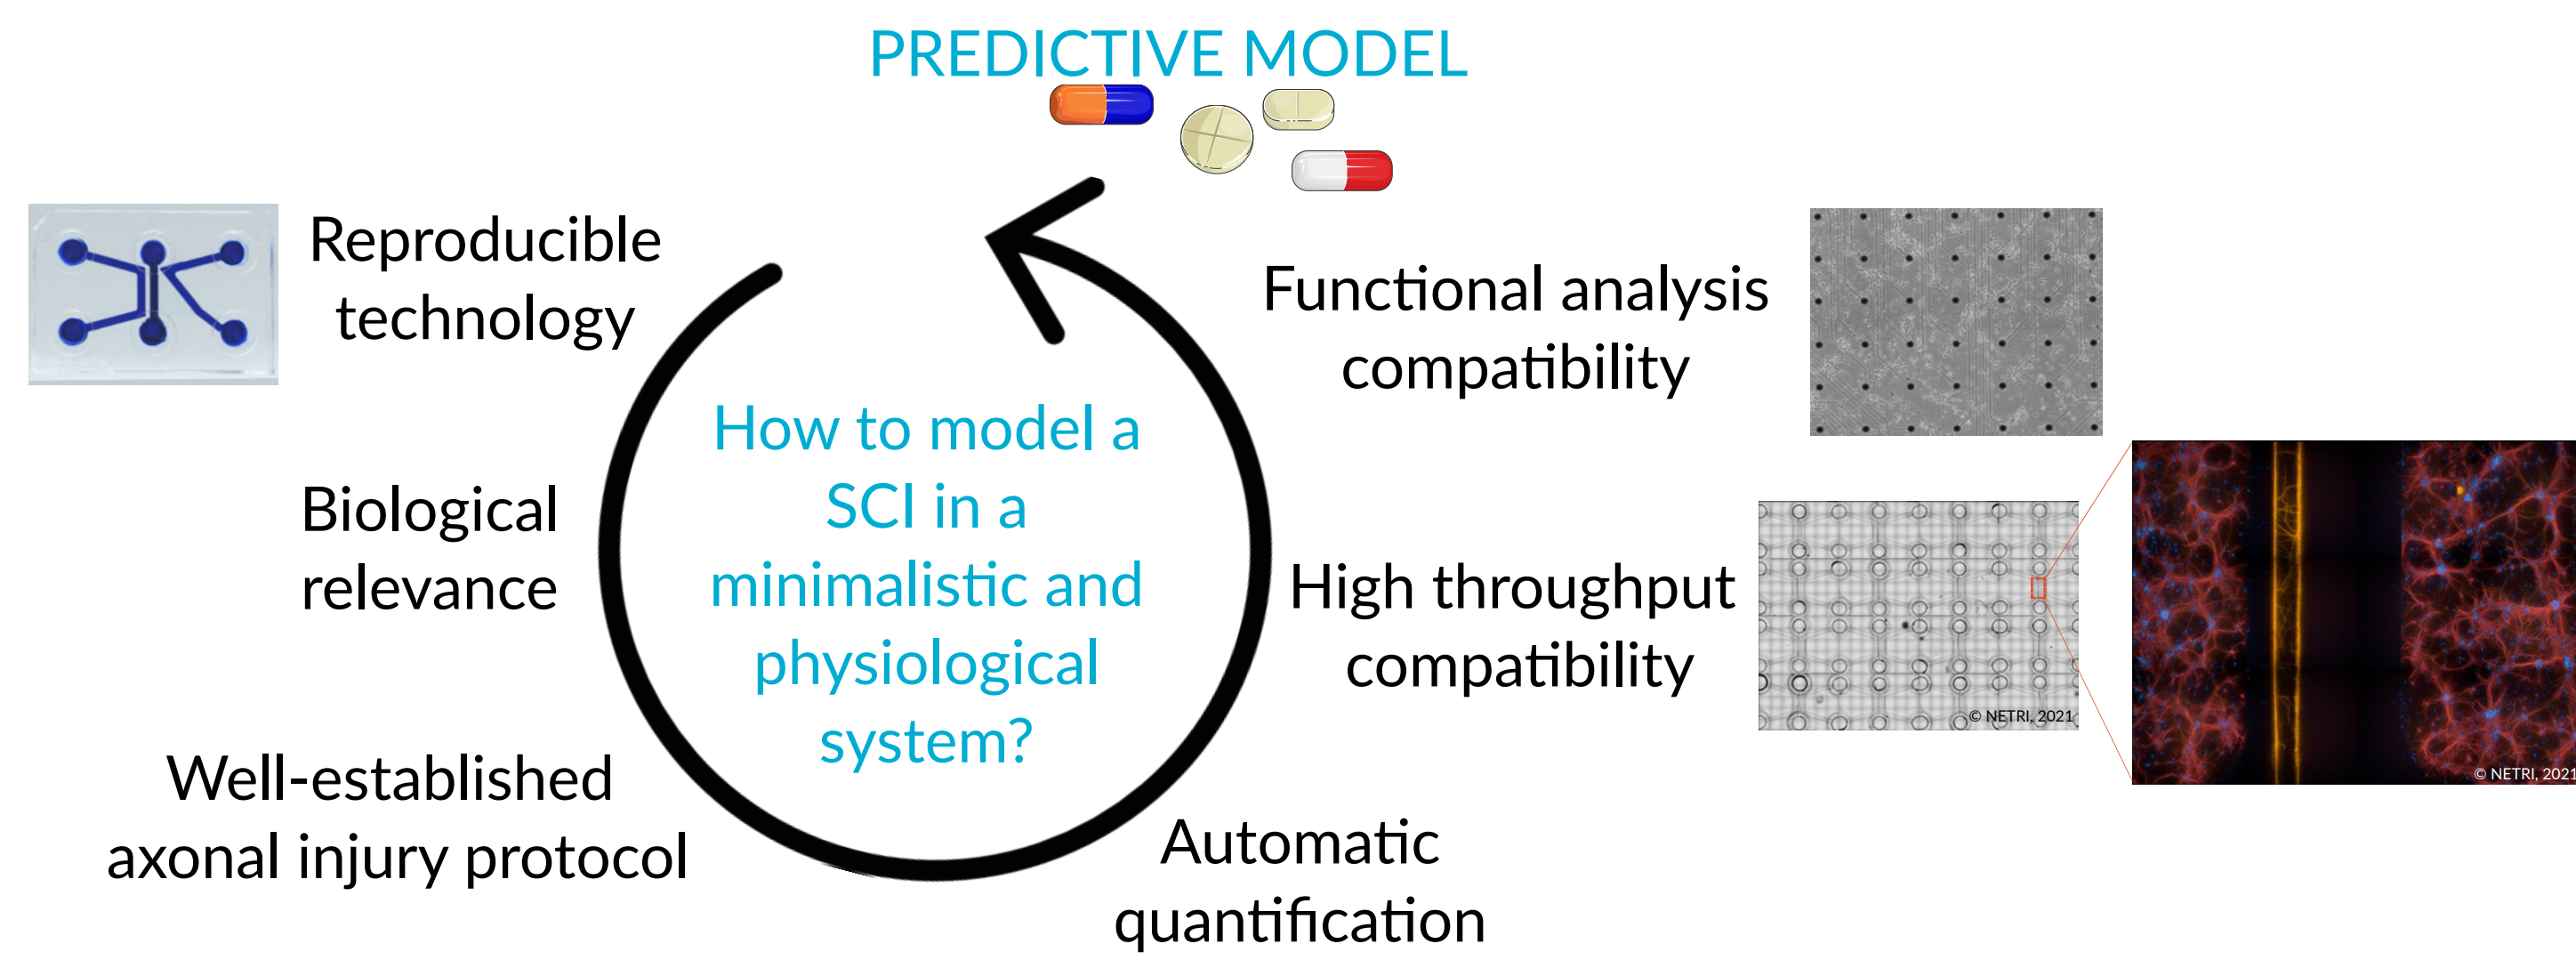 PREDICTIVE MODEL
Reproducible
technology
Biological
relevance
Well-established
axonal injury protocol
How to model a
SCI in a
minimalistic and
physiological
system?
Functional analysis
compatibility
High throughput
compatibility
Automatic
quantification
© NETRI, 2021
© NETRI, 2021